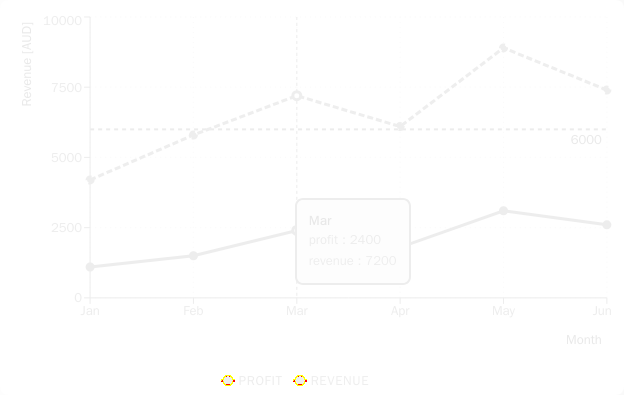 Revenue [AUD]
10000
7500
5000
2500
0
6000
Mar
profit : 2400
revenue : 7200
Jan Feb Mar Apr May Jun
Month
PROFIT REVENUE